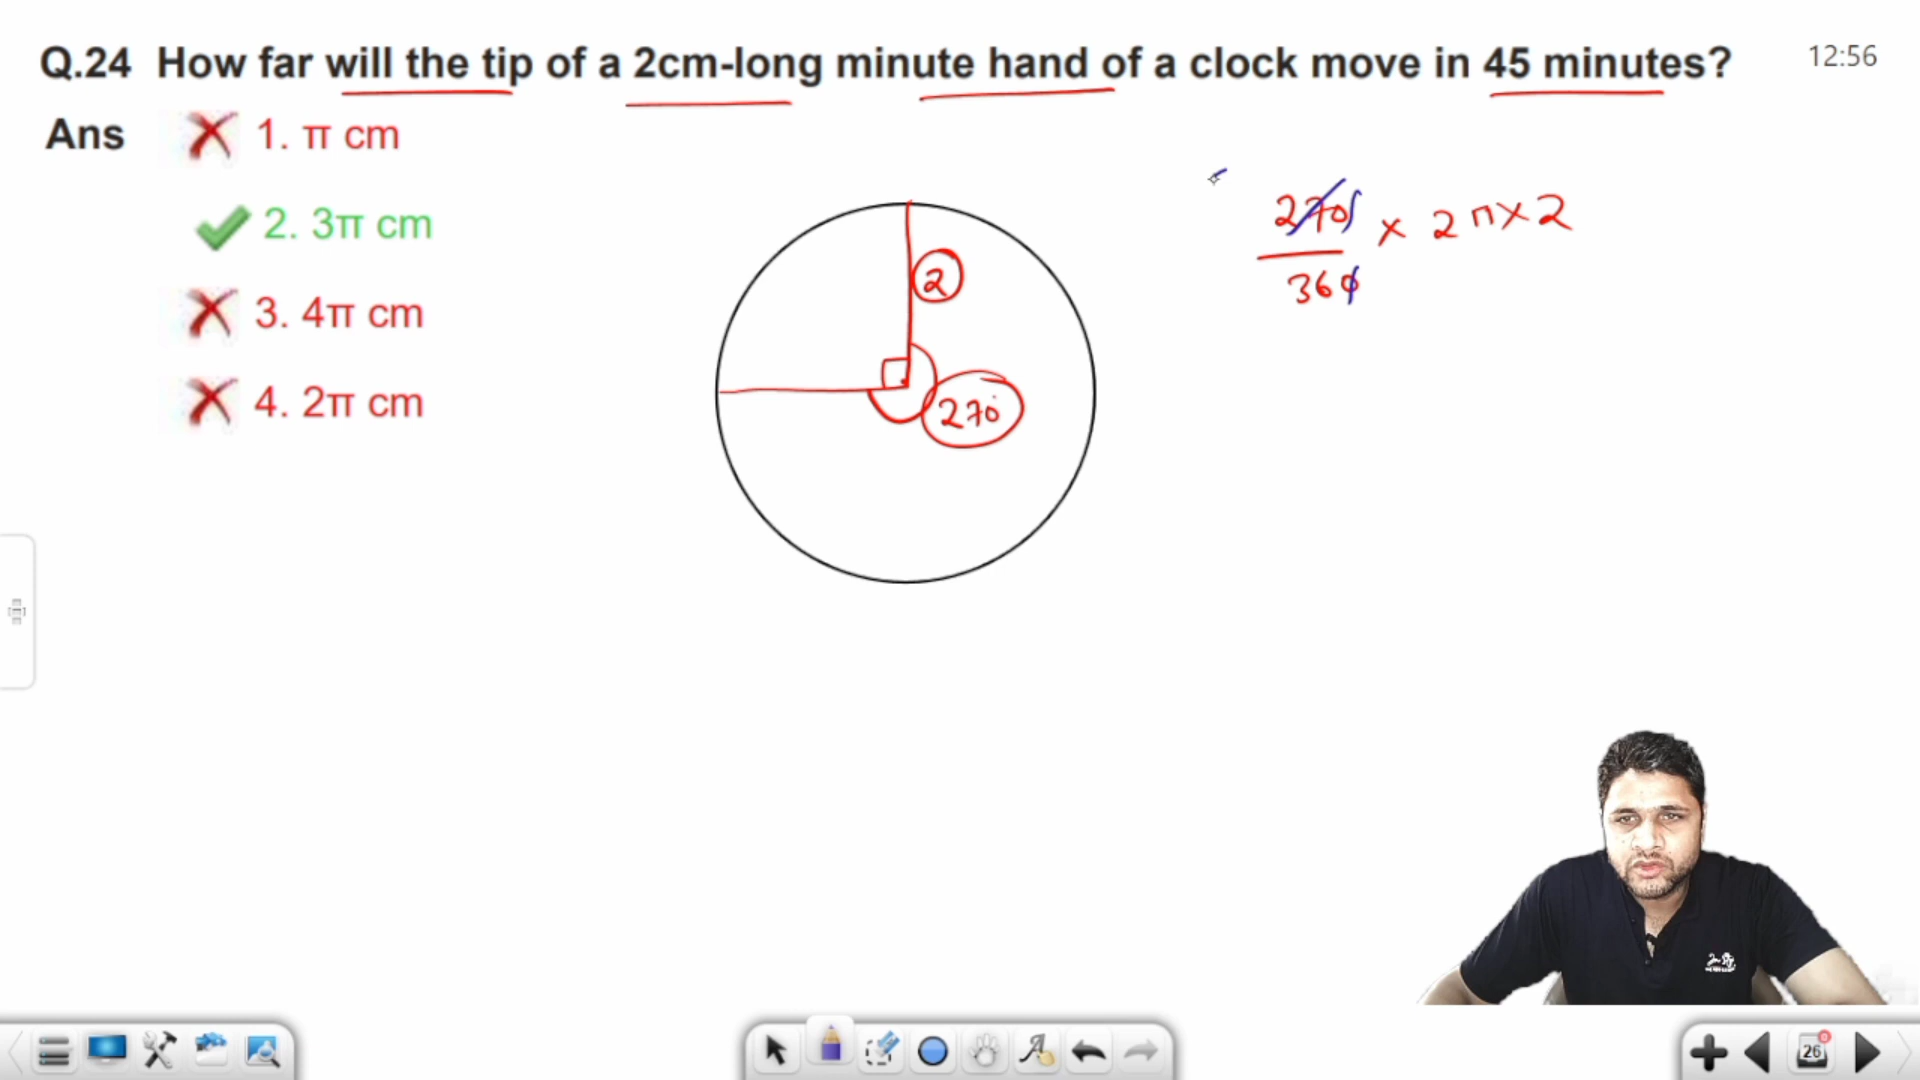 Q.24 How far will the tip of a 2cm-long minute hand of a clock move in 45 minutes?
12:56
Ans
1. π cm
2. 3π cm
3. 4π cm
4. 2π cm
2
270°
270
360
× 2π×2
26